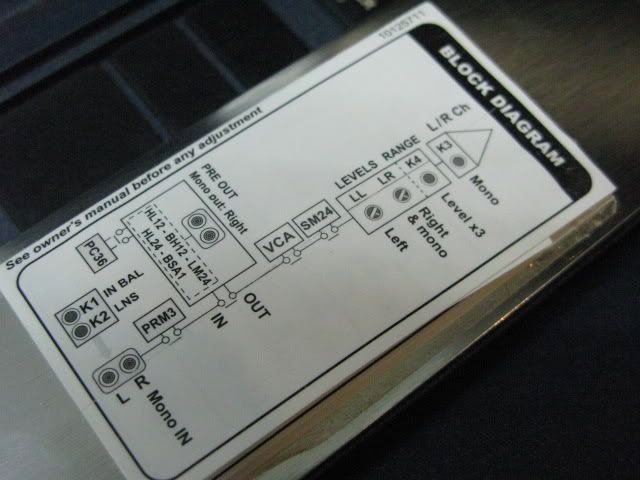 10125711
BLOCK DIAGRAM
See owner's manual before any adjustment
L/R Ch
K3
Mono
LEVELS RANGE
LL LR K4
Left
Right
& mono
Level x3
SM24
VCA
PRE OUT
Mono out: Right
HL12 - BH12 - LM24
HL24 - BSA1
PC36
OUT
IN
K1 IN BAL
K2 LNS
PRM3
L R Mono IN